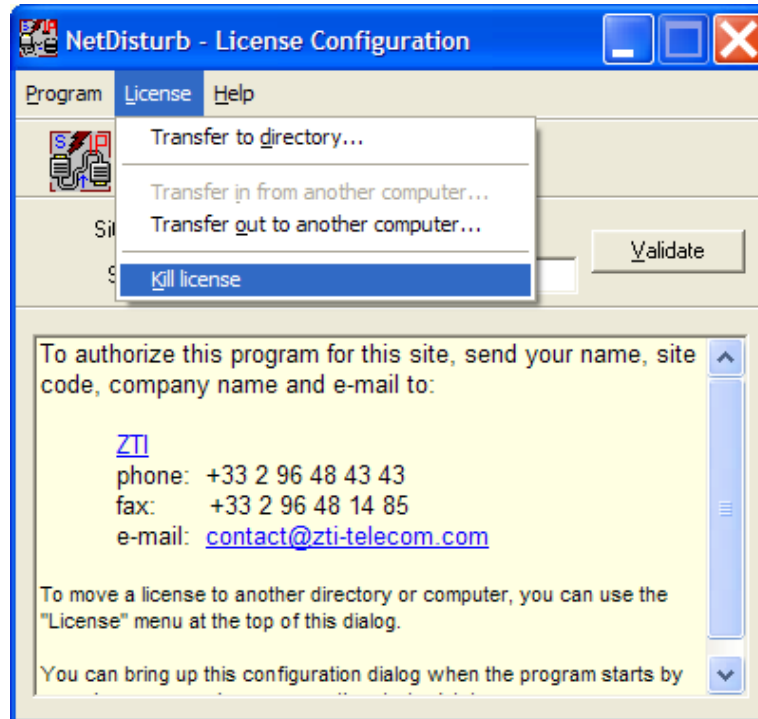 NetDisturb - License Configuration
Program License Help
Transfer to directory...
Transfer in from another computer...
Transfer out to another computer...
Kill license
Validate
To authorize this program for this site, send your name, site
code, company name and e-mail to:
ZTI
phone: +33 2 96 48 43 43
fax: +33 2 96 48 14 85
e-mail: contact@zti-telecom.com
To move a license to another directory or computer, you can use the
"License" menu at the top of this dialog.
You can bring up this configuration dialog when the program starts by